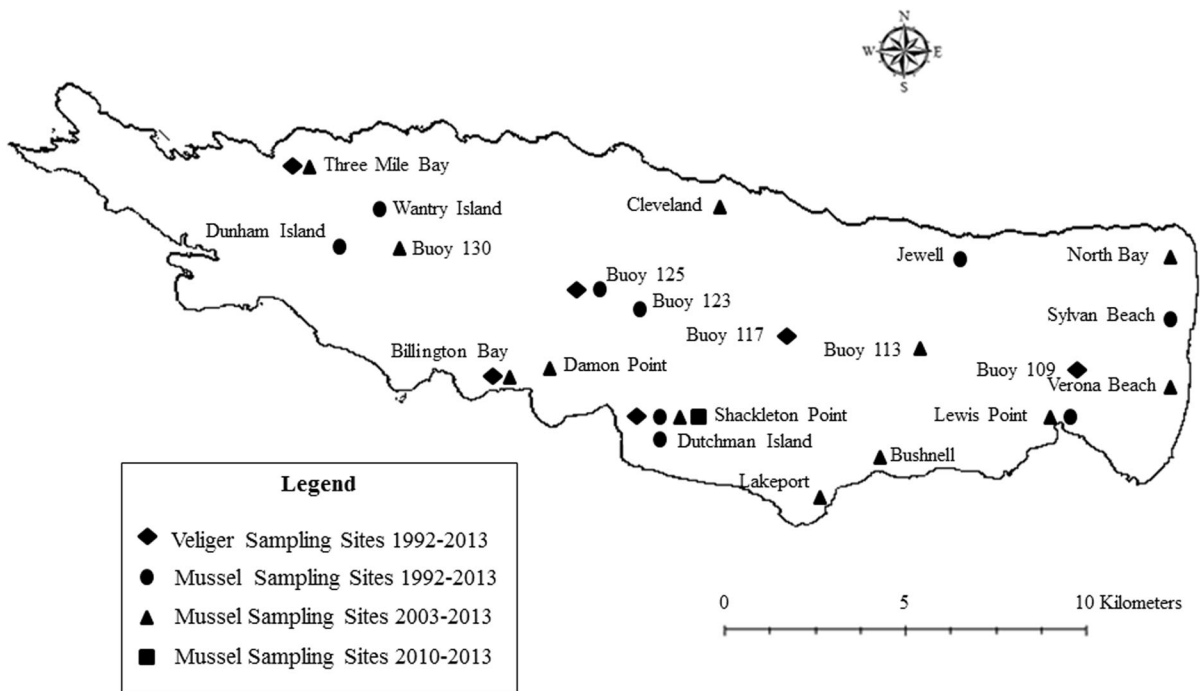 N
W E
S
Three Mile Bay
Wantry Island
Cleveland
Dunham Island
Buoy 130
Jewell
North Bay
Buoy 125
Buoy 123
Sylvan Beach
Buoy 117
Buoy 113
Billington Bay
Damon Point
Buoy 109
Verona Beach
Shackleton Point
Lewis Point
Dutchman Island
Bushnell
Lakeport
Legend
Veliger Sampling Sites 1992-2013
Mussel Sampling Sites 1992-2013
Mussel Sampling Sites 2003-2013
Mussel Sampling Sites 2010-2013
0 5 10 Kilometers